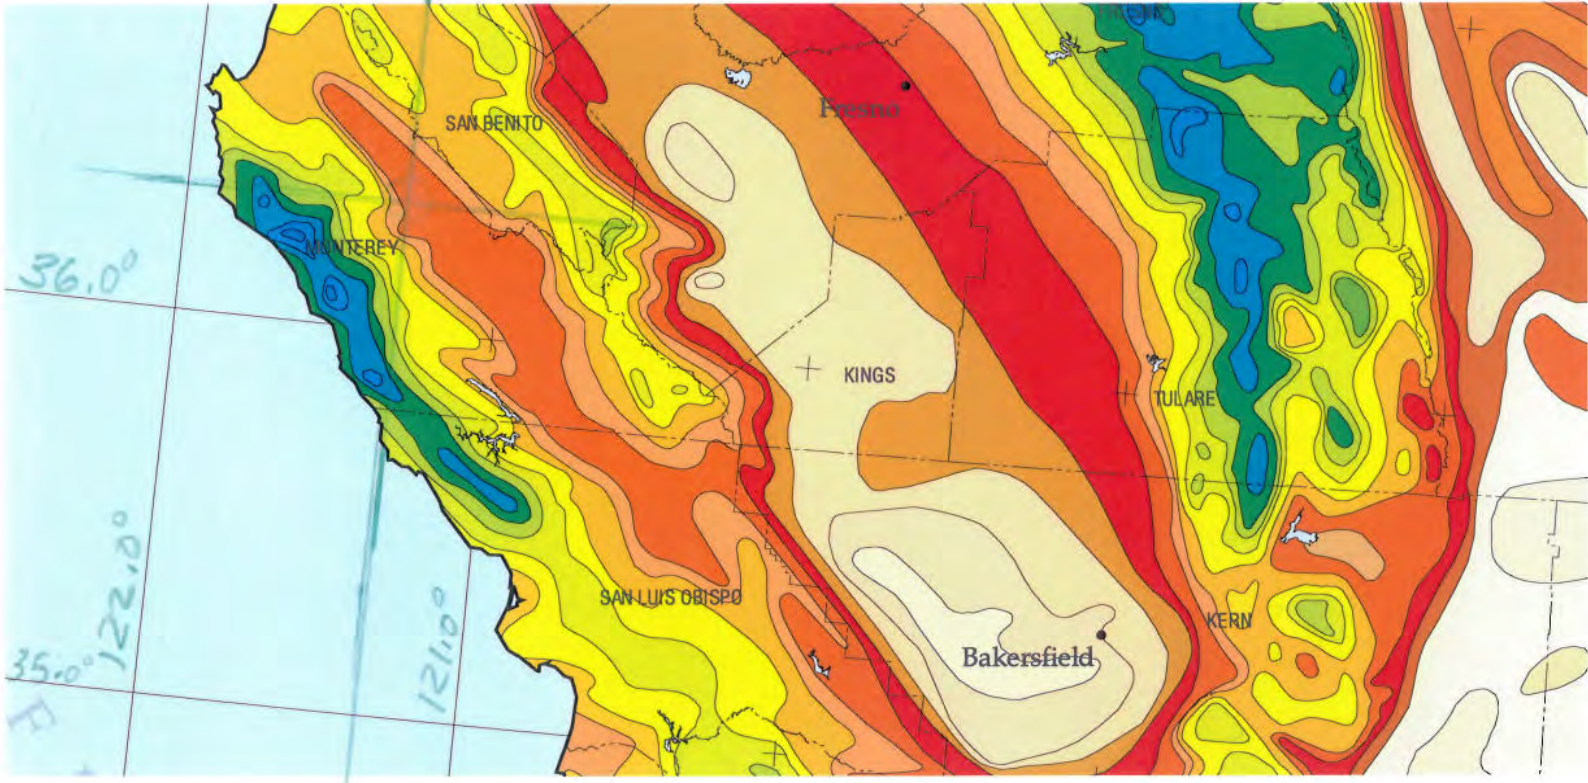 FRESNO
Fresno
SAN BENITO
MONTEREY
36.0°
KINGS
TULARE
122.0°
121.0°
SAN LUIS OBISPO
KERN
Bakersfield
35.0°
F